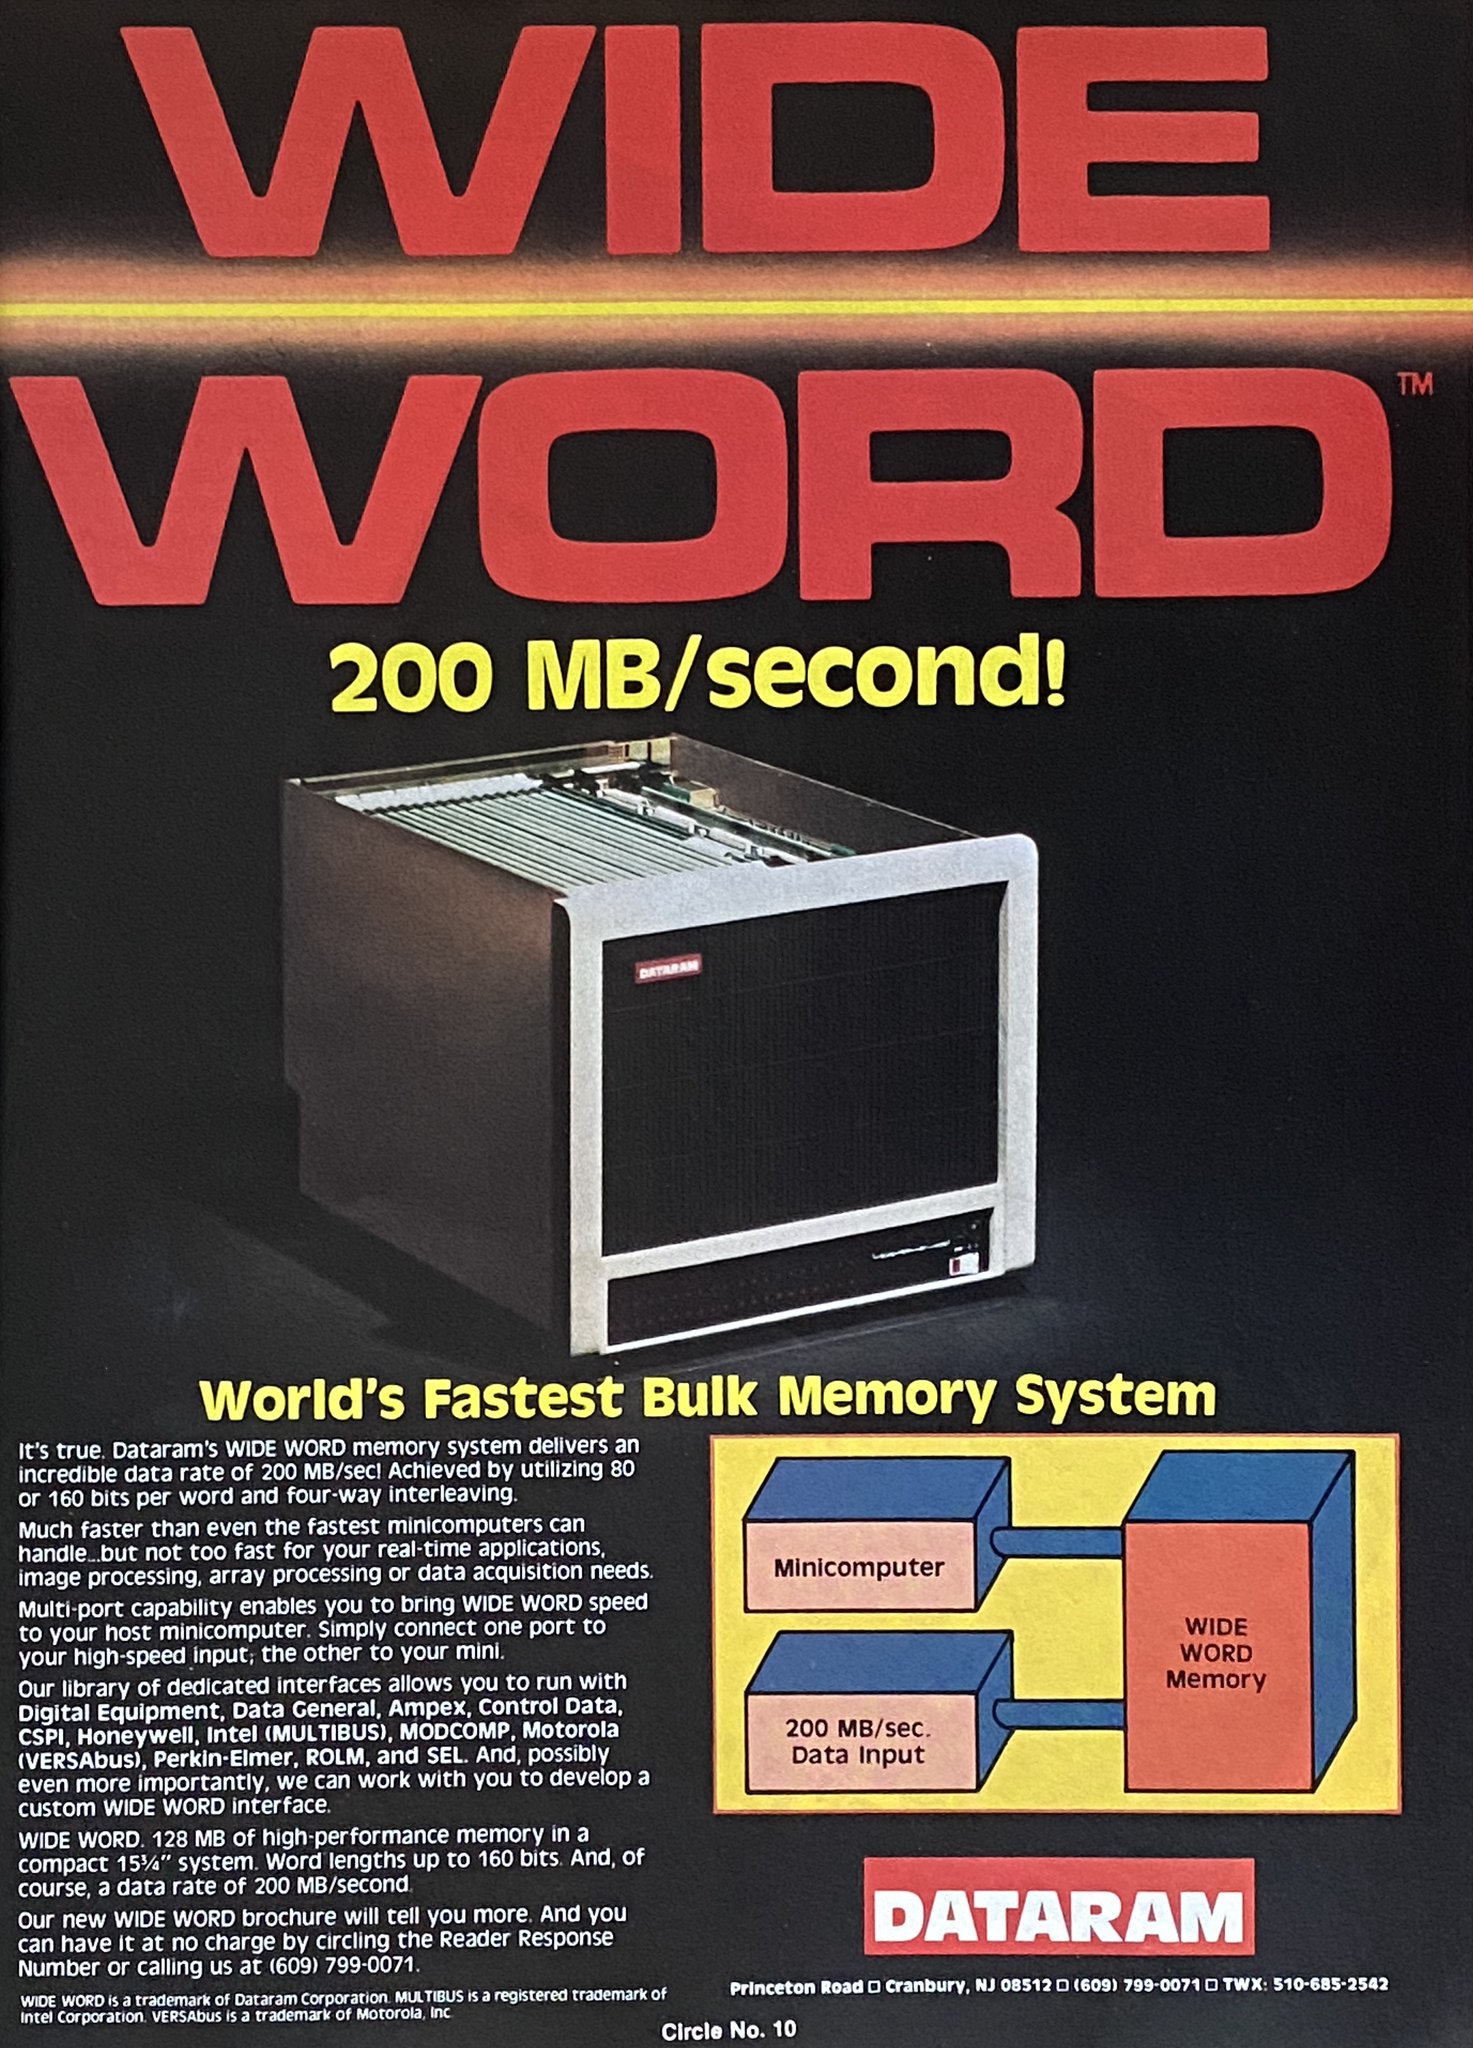 WIDE
WORD™
200 MB/second!
DATARAM
World's Fastest Bulk Memory System
It's true. Dataram's WIDE WORD memory system delivers an
incredible data rate of 200 MB/sec! Achieved by utilizing 80
or 160 bits per word and four-way interleaving.
Much faster than even the fastest minicomputers can
handle...but not too fast for your real-time applications,
image processing, array processing or data acquisition needs.
Multi-port capability enables you to bring WIDE WORD speed
to your host minicomputer. Simply connect one port to
your high-speed input; the other to your mini.
Our library of dedicated interfaces allows you to run with
Digital Equipment, Data General, Ampex, Control Data,
CSPI, Honeywell, Intel (MULTIBUS), MODCOMP, Motorola
(VERSAbus), Perkin-Elmer, ROLM, and SEL. And, possibly
even more importantly, we can work with you to develop a
custom WIDE WORD interface.
WIDE WORD. 128 MB of high-performance memory in a
compact 15¾" system. Word lengths up to 160 bits. And, of
course, a data rate of 200 MB/second.
Our new WIDE WORD brochure will tell you more. And you
can have it at no charge by circling the Reader Response
Number or calling us at (609) 799-0071.
WIDE WORD is a trademark of Dataram Corporation. MULTIBUS is a registered trademark of
Intel Corporation. VERSAbus is a trademark of Motorola, Inc.
Minicomputer
200 MB/sec.
Data Input
WIDE
WORD
Memory
DATARAM
Princeton Road □ Cranbury, NJ 08512 □ (609) 799-0071 □ TWX: 510-685-2542
Circle No. 10